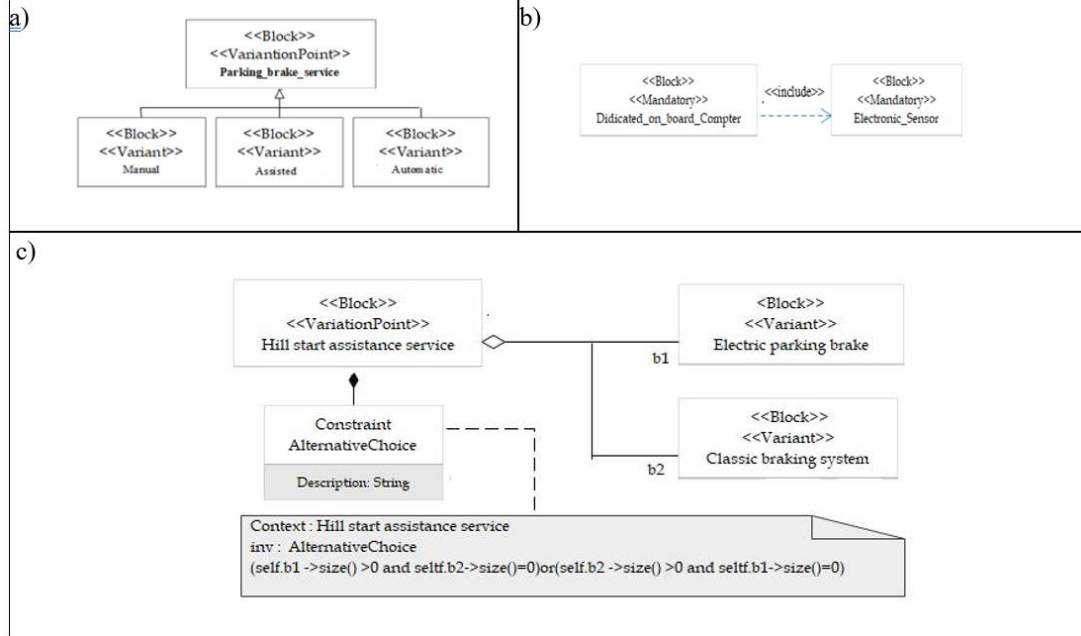 a)
<<Block>>
<<VariantionPoint>>
Parking_brake_service
<<Block>>
<<Variant>>
Manual
<<Block>>
<<Variant>>
Assisted
<<Block>>
<<Variant>>
Automatic
b)
<<Block>>
<<Mandatory>>
Didicated_on_board_Compter
<<include>>
<<Block>>
<<Mandatory>>
Electronic_Sensor
c)
<<Block>>
<<VariationPoint>>
Hill start assistance service
<Block>>
<<Variant>>
Electric parking brake
b1
<<Block>>
<<Variant>>
Classic braking system
b2
Constraint
AlternativeChoice
Description: String
Context : Hill start assistance service
inv : AlternativeChoice
(self.b1 ->size() >0 and seltf.b2->size()=0)or(self.b2 ->size() >0 and seltf.b1->size()=0)